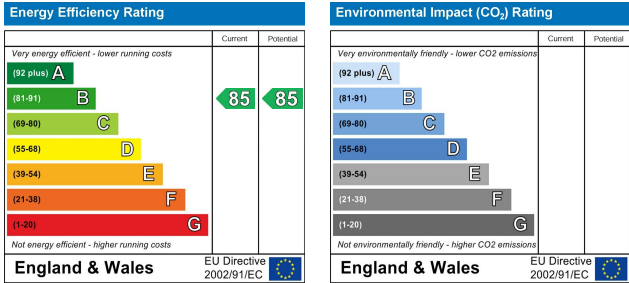 Energy Efficiency Rating
Current Potential
Very energy efficient - lower running costs
(92 plus) A
(81-91) B 85 85
(69-80) C
(55-68) D
(39-54) E
(21-38) F
(1-20) G
Not energy efficient - higher running costs
England & Wales
EU Directive
2002/91/EC
Environmental Impact (CO₂) Rating
Current Potential
Very environmentally friendly - lower CO2 emissions
(92 plus) A
(81-91) B
(69-80) C
(55-68) D
(39-54) E
(21-38) F
(1-20) G
Not environmentally friendly - higher CO2 emissions
England & Wales
EU Directive
2002/91/EC